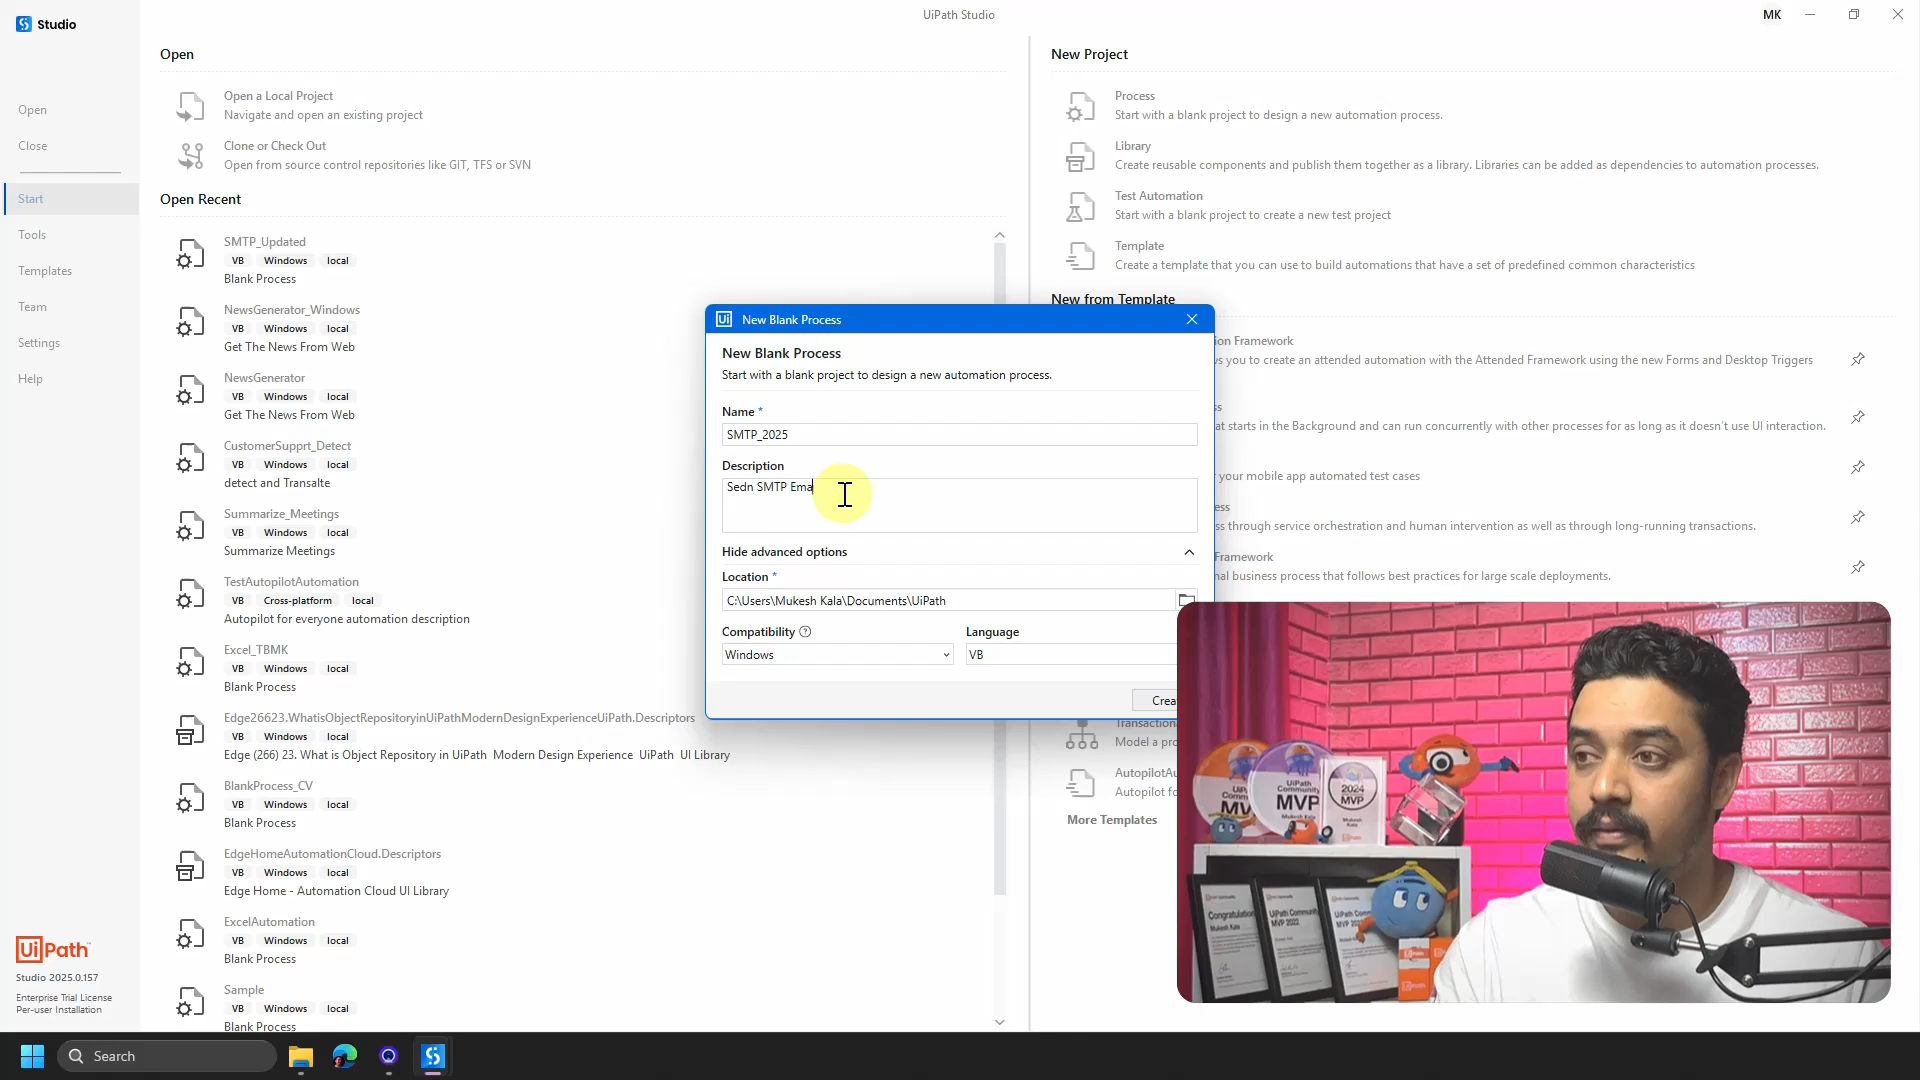 Studio
UiPath Studio
MK
Open
Close
Start
Tools
Templates
Team
Settings
Help
UiPath
Studio 2025.0.157
Enterprise Trial License
Per-user Installation
Open
Open a Local Project
Navigate and open an existing project
Clone or Check Out
Open from source control repositories like GIT, TFS or SVN
Open Recent
SMTP_Updated
VB Windows local
Blank Process
NewsGenerator_Windows
VB Windows local
Get The News From Web
NewsGenerator
VB Windows local
Get The News From Web
CustomerSupprt_Detect
VB Windows local
detect and Transalte
Summarize_Meetings
VB Windows local
Summarize Meetings
TestAutopilotAutomation
VB Cross-platform local
Autopilot for everyone automation description
Excel_TBMK
VB Windows local
Blank Process
Edge26623.WhatisObjectRepositoryinUiPathModernDesignExperienceUiPath.Descriptors
VB Windows local
Edge (266) 23. What is Object Repository in UiPath Modern Design Experience UiPath UI Library
BlankProcess_CV
VB Windows local
Blank Process
EdgeHomeAutomationCloud.Descriptors
VB Windows local
Edge Home - Automation Cloud UI Library
ExcelAutomation
VB Windows local
Blank Process
Sample
VB Windows local
Blank Process
New Project
Process
Start with a blank project to design a new automation process.
Library
Create reusable components and publish them together as a library. Libraries can be added as dependencies to automation processes.
Test Automation
Start with a blank project to create a new test project
Template
Create a template that you can use to build automations that have a set of predefined common characteristics
New from Template
ion Framework
you to create an attended automation with the Attended Framework using the new Forms and Desktop Triggers
at starts in the Background and can run concurrently with other processes for as long as it doesn't use UI interaction.
your mobile app automated test cases
ess
ss through service orchestration and human intervention as well as through long-running transactions.
Framework
nal business process that follows best practices for large scale deployments.
Transactiona
Model a pro
AutopilotAu
Autopilot fo
More Templates
Ui New Blank Process
New Blank Process
Start with a blank project to design a new automation process.
Name *
SMTP_2025
Description
Sedn SMTP Ema
Hide advanced options
Location *
C:\Users\Mukesh Kala\Documents\UiPath
Compatibility
Language
Windows
VB
Crea
UiPath
Community
MVP
Mukesh Kala
2024
MVP
Congratulation
UiPath Community
MVP 2022
Search